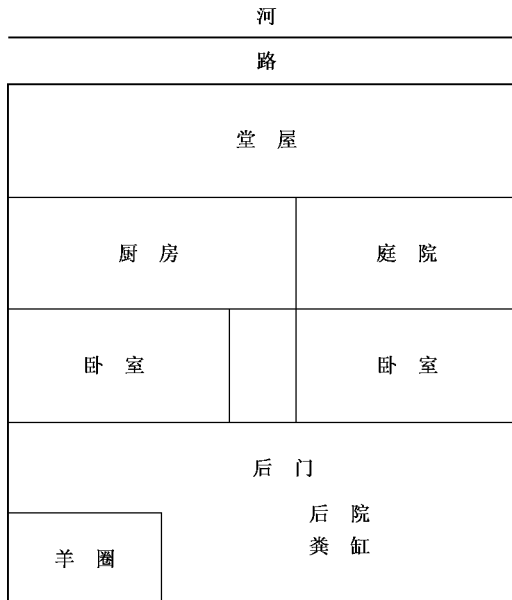 河
路
堂 屋
厨 房
庭 院
卧 室
卧 室
后 门
后 院
粪 缸
羊 圈